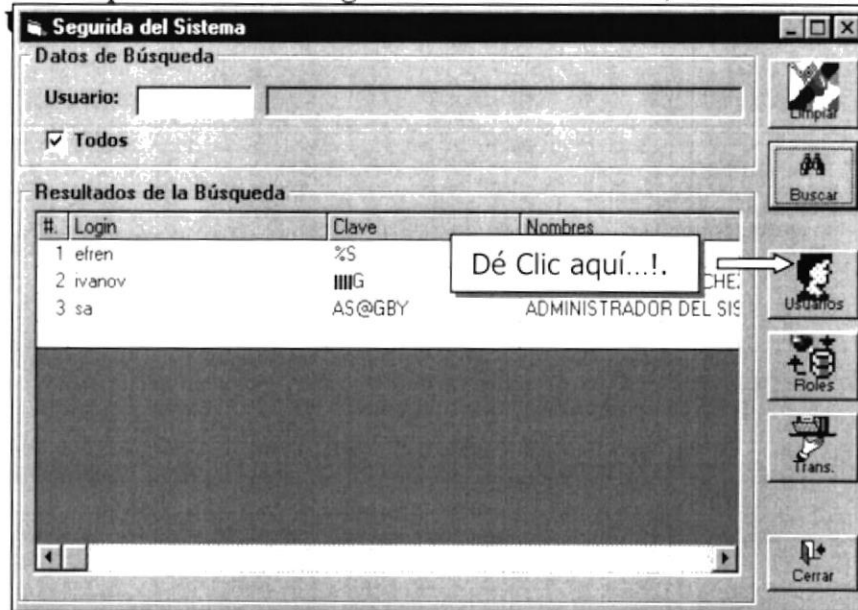 Segurida del Sistema
Datos de Búsqueda
Usuario:
Todos
Limpiar
Buscar
Resultados de la Búsqueda
#. Login Clave Nombres
1 efren %S
2 ivanov G
3 sa AS@GBY ADMINISTRADOR DEL SIS
Dé Clic aquí...!.
Usuarios
Roles
Trans.
Cerrar